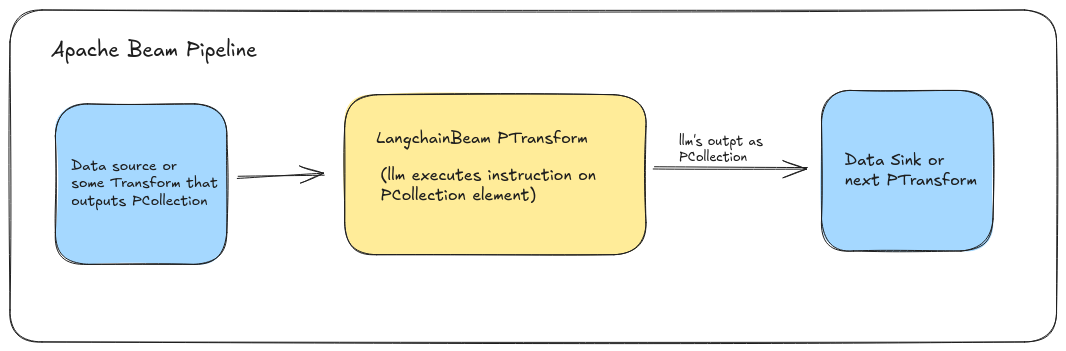 Apache Beam Pipeline
Data source or
some Transform that
outputs PCollection
LangchainBeam PTransform
(llm executes instruction on
PCollection element)
llm's outpt as
PCollection
Data Sink or
next PTransform